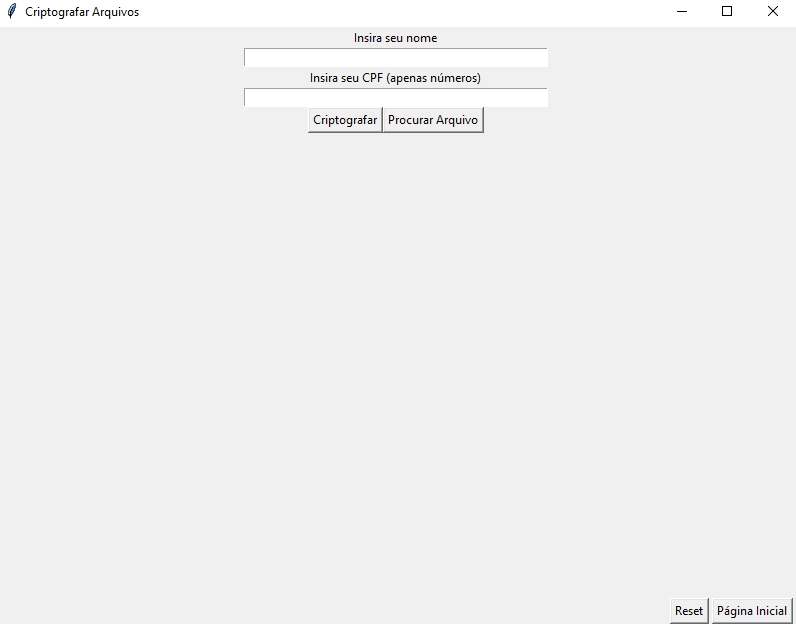 Criptografar Arquivos
Insira seu nome
Insira seu CPF (apenas números)
Criptografar Procurar Arquivo
Reset Página Inicial